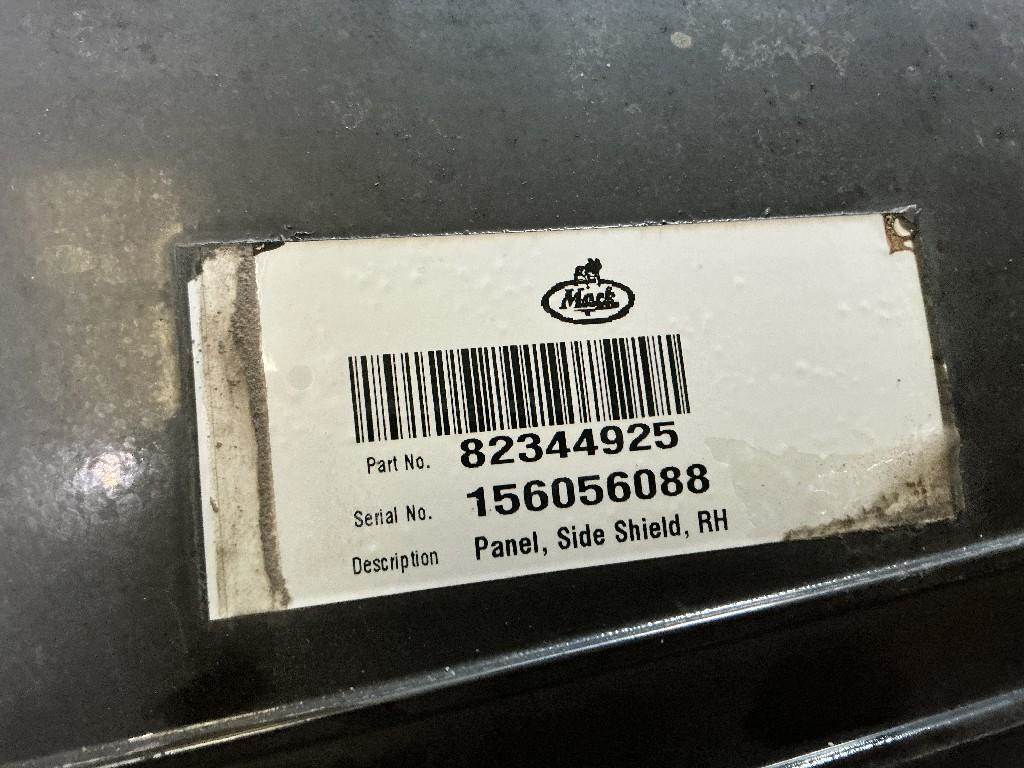 Mack
Part No. 82344925
Serial No. 156056088
Description Panel, Side Shield, RH